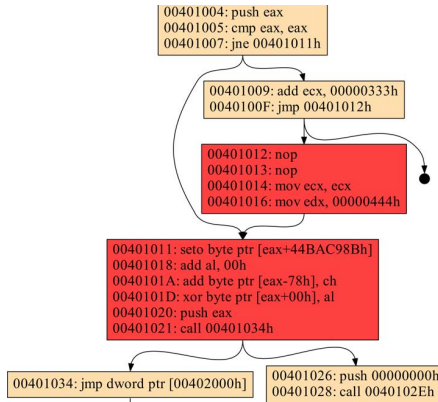 00401004: push eax
00401005: cmp eax, eax
00401007: jne 00401011h
00401009: add ecx, 00000333h
0040100F: jmp 00401012h
00401012: nop
00401013: nop
00401014: mov ecx, ecx
00401016: mov edx, 00000444h
00401011: seto byte ptr [eax+44BAC98Bh]
00401018: add al, 00h
0040101A: add byte ptr [eax-78h], ch
0040101D: xor byte ptr [eax+00h], al
00401020: push eax
00401021: call 00401034h
00401034: jmp dword ptr [00402000h]
00401026: push 00000000h
00401028: call 0040102Eh